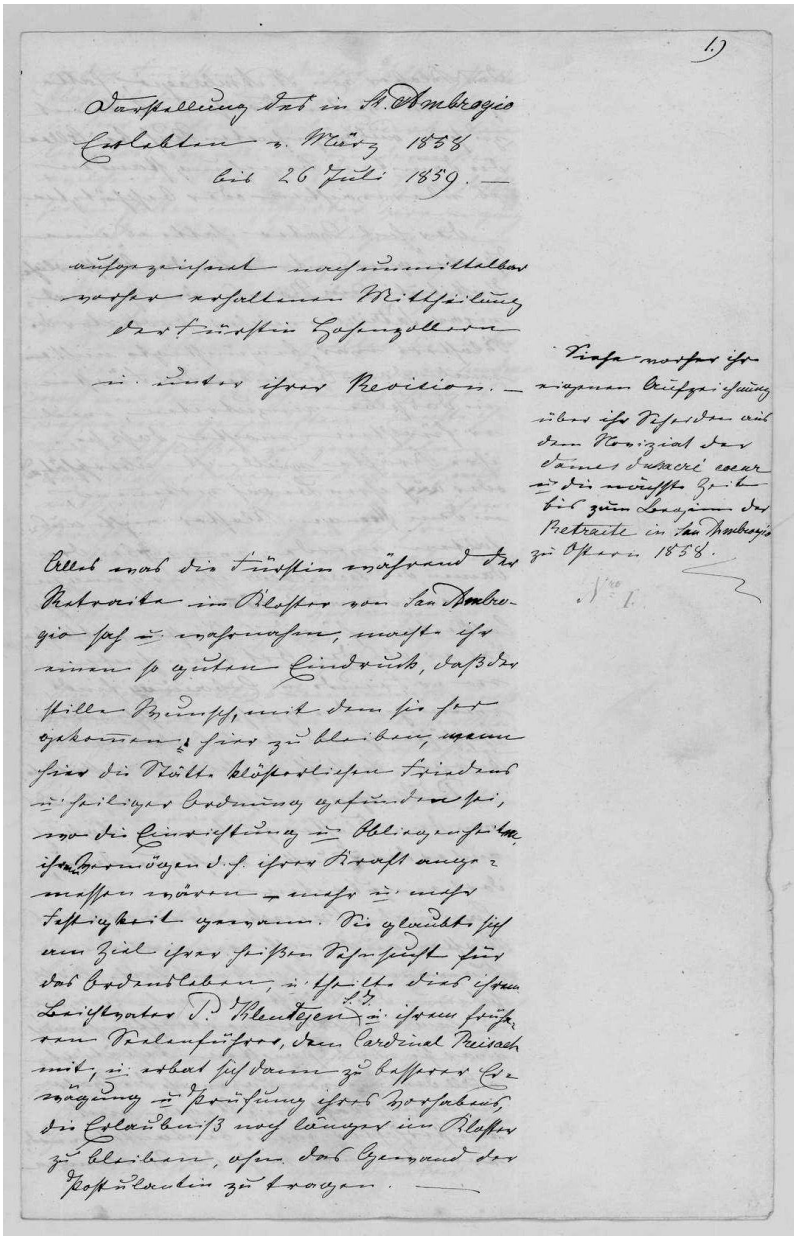 1.)
Darstellung des in St. Ambrogio
Erlebten v. März 1858
bis 26 Juli 1859. —
aufgezeichnet nach unmittelbar
vorher erhaltenen Mittheilung
der Fürstin Hohenzollern
u. unter ihrer Revition. —
Siehe vorher ihr
eigenen Aufzeichnung
über ihr Scheiden aus
dem Noviziat der
dames du sacré coeur
u. die nächste Zeit
bis zum Beginn der
Retraite in San Ambrogio
zu Ostern 1858.
Nro 1.
Alles was die Fürstin während der
Retraite im Kloster von San Ambro-
gio sah u. wahrnahm, machte ihr
einen so guten Eindruck, daß der
stille Wunsch, mit dem sie her
gekommen, hier zu bleiben, wenn
hier die Stätte klösterlichen Friedens
u. heiliger Ordnung gefunden sei,
wo die Einrichtung u. Obliegenheiten
ihrem Vermögen d. h. ihrer Kraft ange-
messen wären – mehr u. mehr
Festigkeit gewann. Sie glaubte sich
am Ziel ihrer heißen Sehnsucht für
das Ordensleben, u. theilte dies ihrem
Beichtvater P. Kleutgen S. J. u. ihrem frühe-
ren Seelenführer, dem Cardinal Reisach
mit, u. erbat sich dann zu besserer Er-
wägung u. Prüfung ihres Vorhabens,
die Erlaubniß noch länger im Kloster
zu bleiben, ohne das Gewand der
Postulantin zu tragen. —